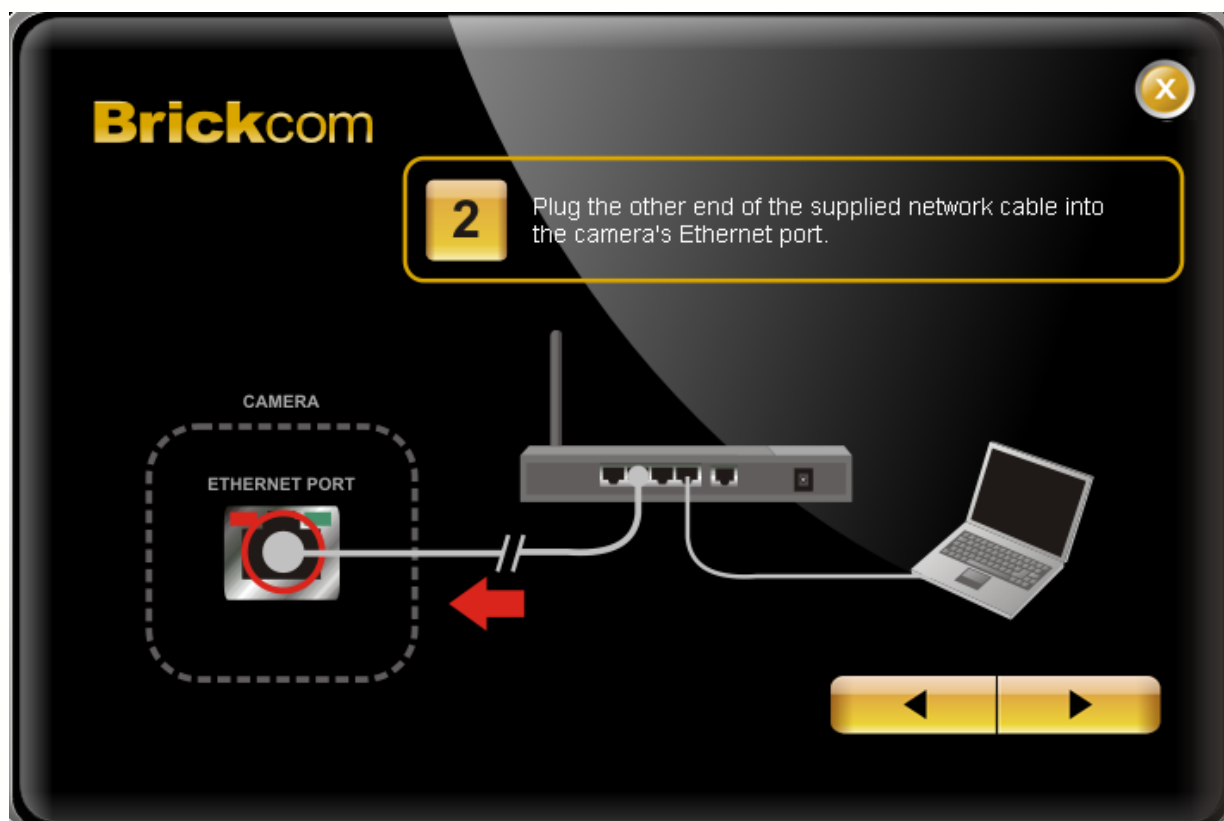 Brickcom
X
2
Plug the other end of the supplied network cable into
the camera's Ethernet port.
CAMERA
ETHERNET PORT